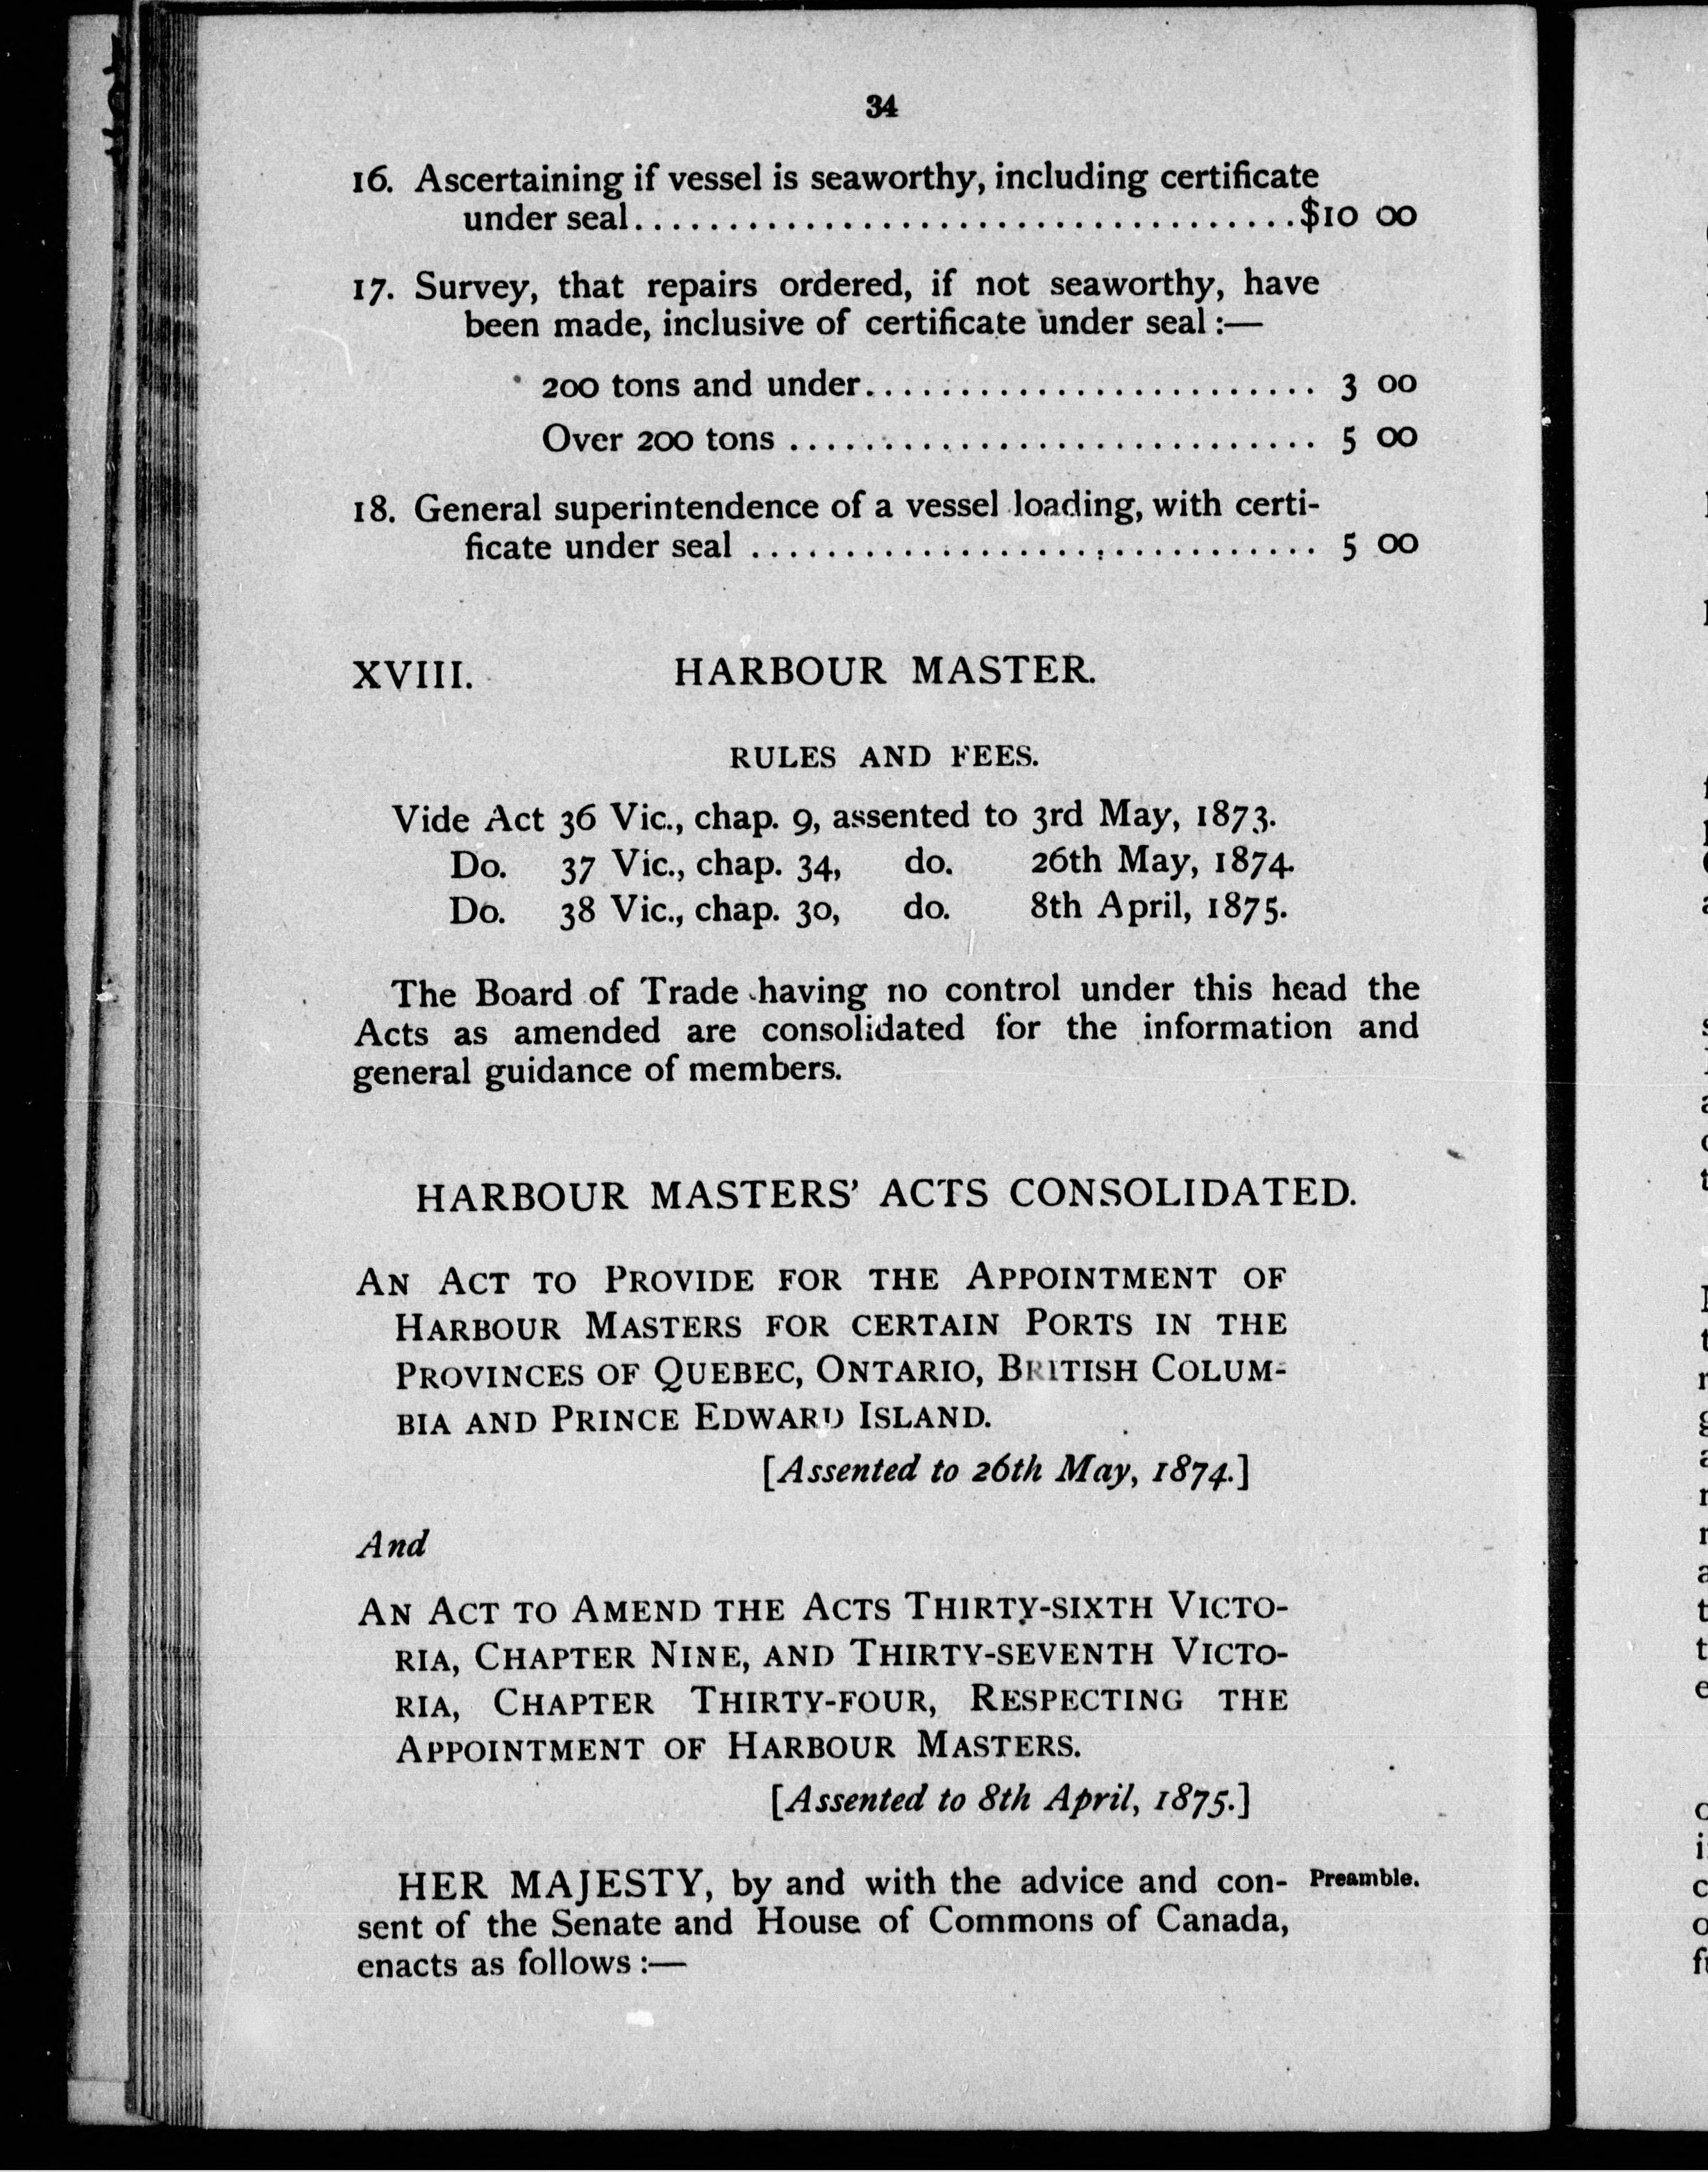 34
16. Ascertaining if vessel is seaworthy, including certificate
under seal...................................$10 00
17. Survey, that repairs ordered, if not seaworthy, have
been made, inclusive of certificate under seal :—
200 tons and under........................ 3 00
Over 200 tons ............................ 5 00
18. General superintendence of a vessel loading, with certi-
ficate under seal .............................. 5 00
XVIII. HARBOUR MASTER.
RULES AND FEES.
Vide Act 36 Vic., chap. 9, assented to 3rd May, 1873.
Do. 37 Vic., chap. 34, do. 26th May, 1874.
Do. 38 Vic., chap. 30, do. 8th April, 1875.
The Board of Trade having no control under this head the
Acts as amended are consolidated for the information and
general guidance of members.
HARBOUR MASTERS' ACTS CONSOLIDATED.
AN ACT TO PROVIDE FOR THE APPOINTMENT OF
HARBOUR MASTERS FOR CERTAIN PORTS IN THE
PROVINCES OF QUEBEC, ONTARIO, BRITISH COLUM-
BIA AND PRINCE EDWARD ISLAND.
[Assented to 26th May, 1874.]
And
AN ACT TO AMEND THE ACTS THIRTY-SIXTH VICTO-
RIA, CHAPTER NINE, AND THIRTY-SEVENTH VICTO-
RIA, CHAPTER THIRTY-FOUR, RESPECTING THE
APPOINTMENT OF HARBOUR MASTERS.
[Assented to 8th April, 1875.]
HER MAJESTY, by and with the advice and con- Preamble.
sent of the Senate and House of Commons of Canada,
enacts as follows :—